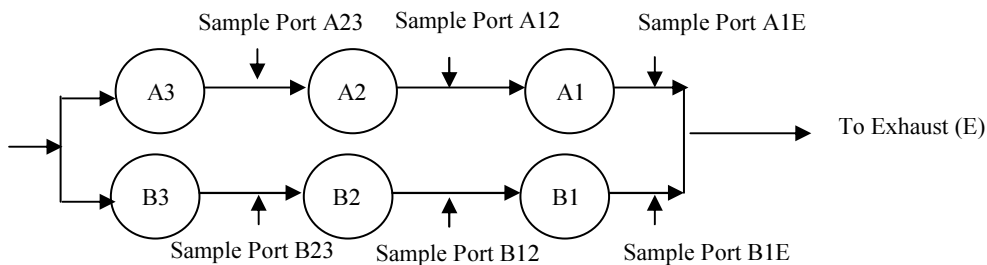 Sample Port A23
Sample Port A12
Sample Port A1E
A3
A2
A1
To Exhaust (E)
B3
B2
B1
Sample Port B23
Sample Port B12
Sample Port B1E